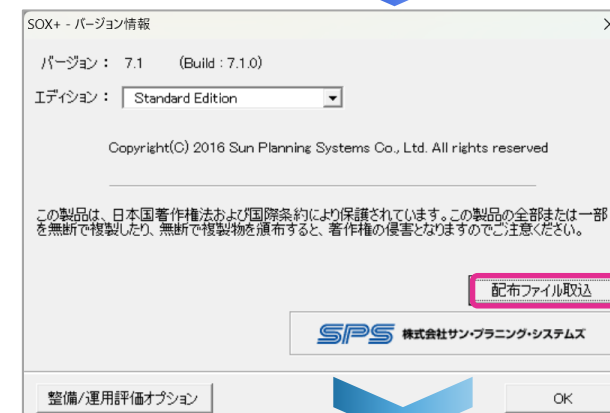 SOX+ - バージョン情報
バージョン： 7.1 (Build : 7.1.0)
エディション： Standard Edition
Copyright(C) 2016 Sun Planning Systems Co., Ltd. All rights reserved
この製品は、日本国著作権法および国際条約により保護されています。この製品の全部または一部
を無断で複製したり、無断で複製物を頒布すると、著作権の侵害となりますのでご注意ください。
配布ファイル取込
SPS 株式会社サン・プランニング・システムズ
整備/運用評価オプション OK